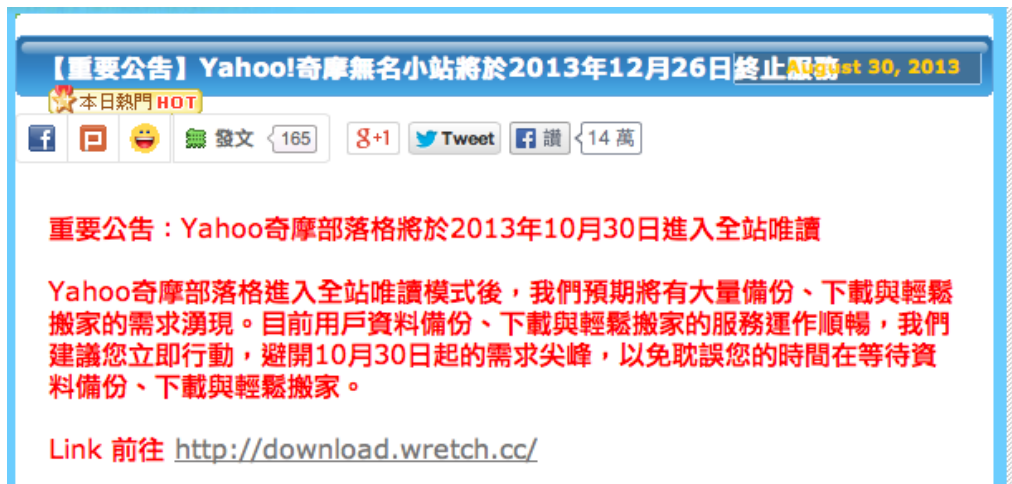 【重要公告】Yahoo!奇摩無名小站將於2013年12月26日終止服務
August 30, 2013
本日熱門 HOT
發文 165 g+1 Tweet 讚 14 萬
重要公告：Yahoo奇摩部落格將於2013年10月30日進入全站唯讀
Yahoo奇摩部落格進入全站唯讀模式後，我們預期將有大量備份、下載與輕鬆
搬家的需求湧現。目前用戶資料備份、下載與輕鬆搬家的服務運作順暢，我們
建議您立即行動，避開10月30日起的需求尖峰，以免耽誤您的時間在等待資
料備份、下載與輕鬆搬家。
Link 前往 http://download.wretch.cc/